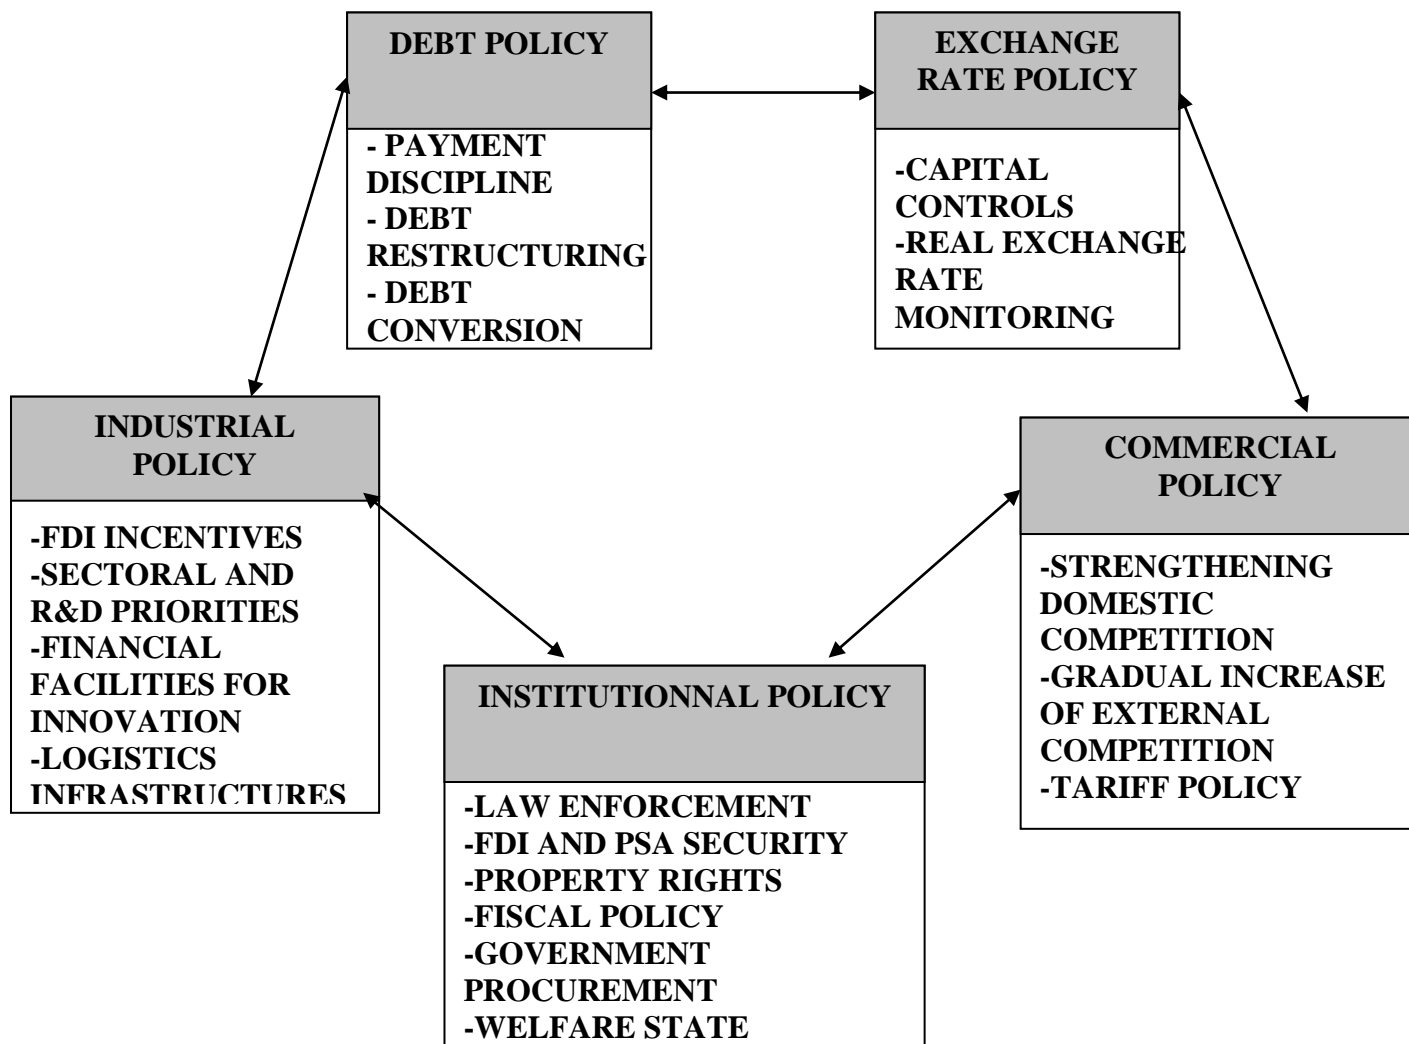 DEBT POLICY
- PAYMENT
DISCIPLINE
- DEBT
RESTRUCTURING
- DEBT
CONVERSION
EXCHANGE
RATE POLICY
-CAPITAL
CONTROLS
-REAL EXCHANGE
RATE
MONITORING
INDUSTRIAL
POLICY
-FDI INCENTIVES
-SECTORAL AND
R&D PRIORITIES
-FINANCIAL
FACILITIES FOR
INNOVATION
-LOGISTICS
INFRASTRUCTURES
COMMERCIAL
POLICY
-STRENGTHENING
DOMESTIC
COMPETITION
-GRADUAL INCREASE
OF EXTERNAL
COMPETITION
-TARIFF POLICY
INSTITUTIONNAL POLICY
-LAW ENFORCEMENT
-FDI AND PSA SECURITY
-PROPERTY RIGHTS
-FISCAL POLICY
-GOVERNMENT
PROCUREMENT
-WELFARE STATE